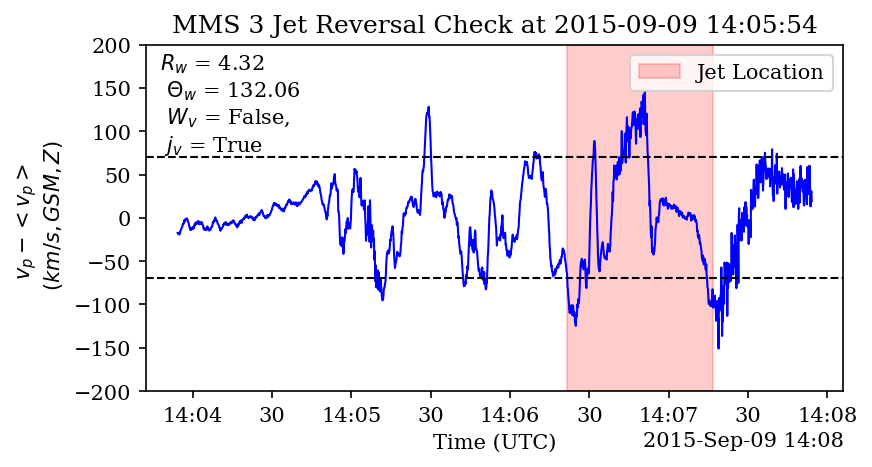 MMS 3 Jet Reversal Check at 2015-09-09 14:05:54
200
150
100
50
0
−50
−100
−150
−200
v_p − < v_p >
(km/s, GSM, Z)
R_w = 4.32
Θ_w = 132.06
W_v = False,
j_v = True
Jet Location
14:04 30 14:05 30 14:06 30 14:07 30 14:08
Time (UTC)
2015-Sep-09 14:08